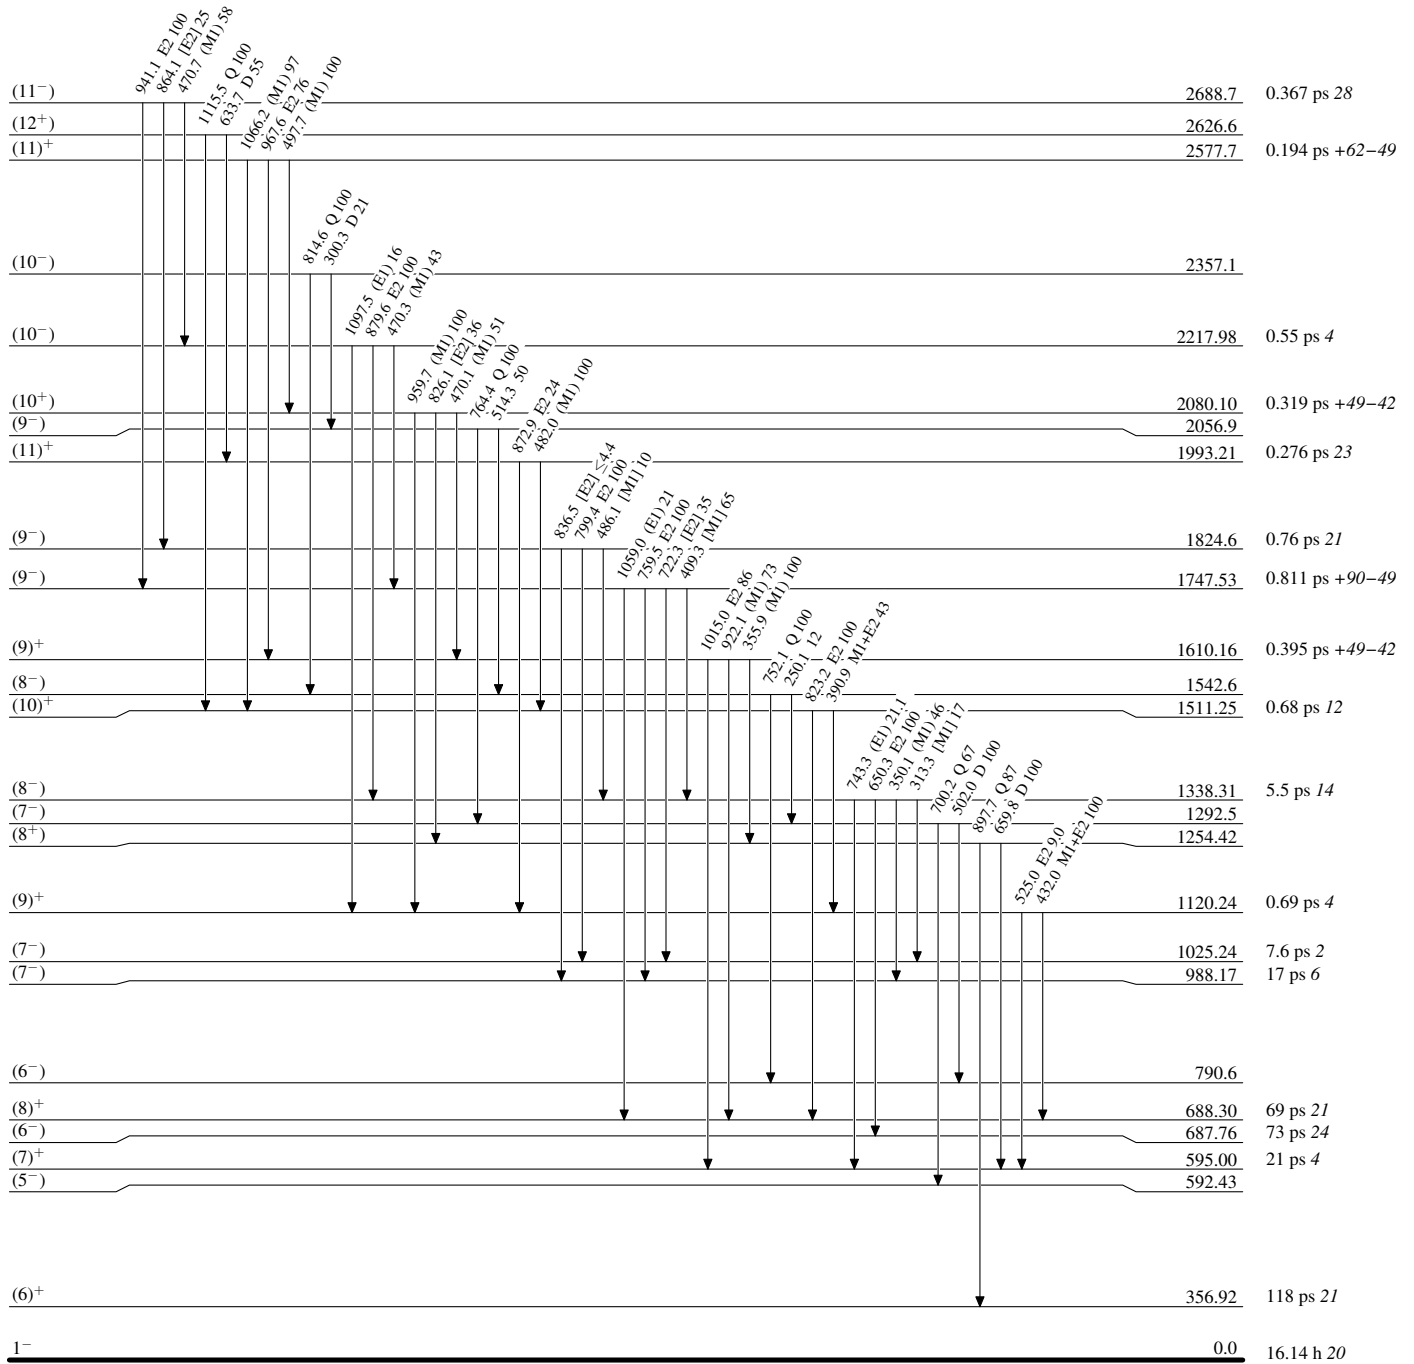 941.1 E2 100
864.1 [E2] 25
470.7 (M1) 58
1115.5 Q 100
633.7 D 55
1066.2 (M1) 97
967.6 E2 76
497.7 (M1) 100
(11−) 2688.7 0.367 ps 28
(12+) 2626.6
(11)+ 2577.7 0.194 ps +62−49
814.6 Q 100
300.3 D 21
(10−) 2357.1
1097.5 (E1) 16
879.6 E2 100
470.3 (M1) 43
(10−) 2217.98 0.55 ps 4
959.7 (M1) 100
826.1 [E2] 36
470.1 (M1) 51
764.4 Q 100
514.3 50
(10+) 2080.10 0.319 ps +49−42
(9−) 2056.9
872.9 E2 24
482.0 (M1) 100
(11)+ 1993.21 0.276 ps 23
836.5 [E2] ≤4.4
799.4 E2 100
486.1 [M1] 10
(9−) 1824.6 0.76 ps 21
1059.0 (E1) 21
759.5 E2 100
722.3 [E2] 35
409.3 [M1] 65
(9−) 1747.53 0.811 ps +90−49
1015.0 E2 86
922.1 (M1) 73
355.9 (M1) 100
(9)+ 1610.16 0.395 ps +49−42
752.1 Q 100
250.1 12
823.2 E2 100
390.9 M1+E2 43
(8−) 1542.6
(10)+ 1511.25 0.68 ps 12
743.3 (E1) 21.1
650.3 E2 100
350.1 (M1) 46
313.3 [M1] 17
(8−) 1338.31 5.5 ps 14
700.2 Q 67
502.0 D 100
897.7 Q 87
659.8 D 100
(7−) 1292.5
(8+) 1254.42
525.0 E2 9.0
432.0 M1+E2 100
(9)+ 1120.24 0.69 ps 4
(7−) 1025.24 7.6 ps 2
(7−) 988.17 17 ps 6
(6−) 790.6
(8)+ 688.30 69 ps 21
(6−) 687.76 73 ps 24
(7)+ 595.00 21 ps 4
(5−) 592.43
(6)+ 356.92 118 ps 21
1− 0.0 16.14 h 20